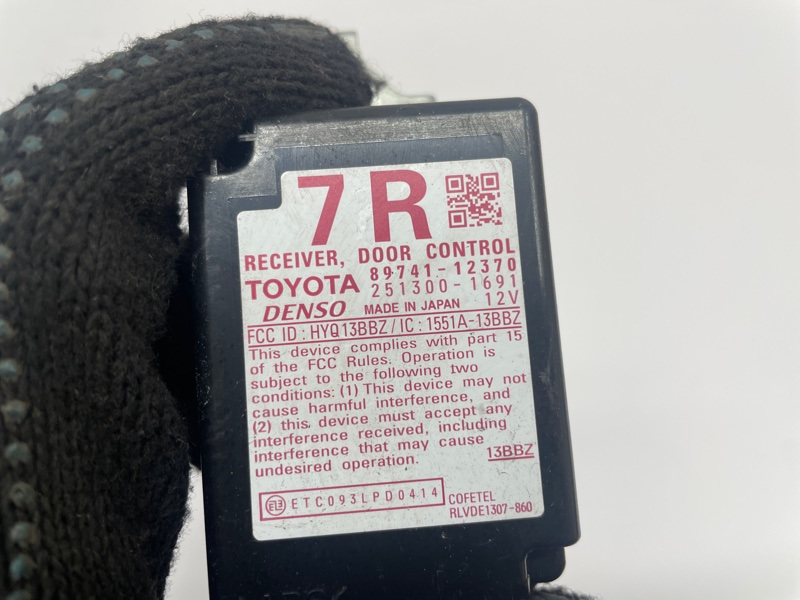 7R
RECEIVER, DOOR CONTROL
TOYOTA 89741-12370
251300-1691
DENSO MADE IN JAPAN 12V
FCC ID : HYQ13BBZ / IC : 1551A-13BBZ
This device complies with part 15
of the FCC Rules. Operation is
subject to the following two
conditions: (1) This device may not
cause harmful interference, and
(2) this device must accept any
interference received, including
interference that may cause
undesired operation.
13BBZ
ETC093LPD0414
COFETEL
RLVDE1307-860